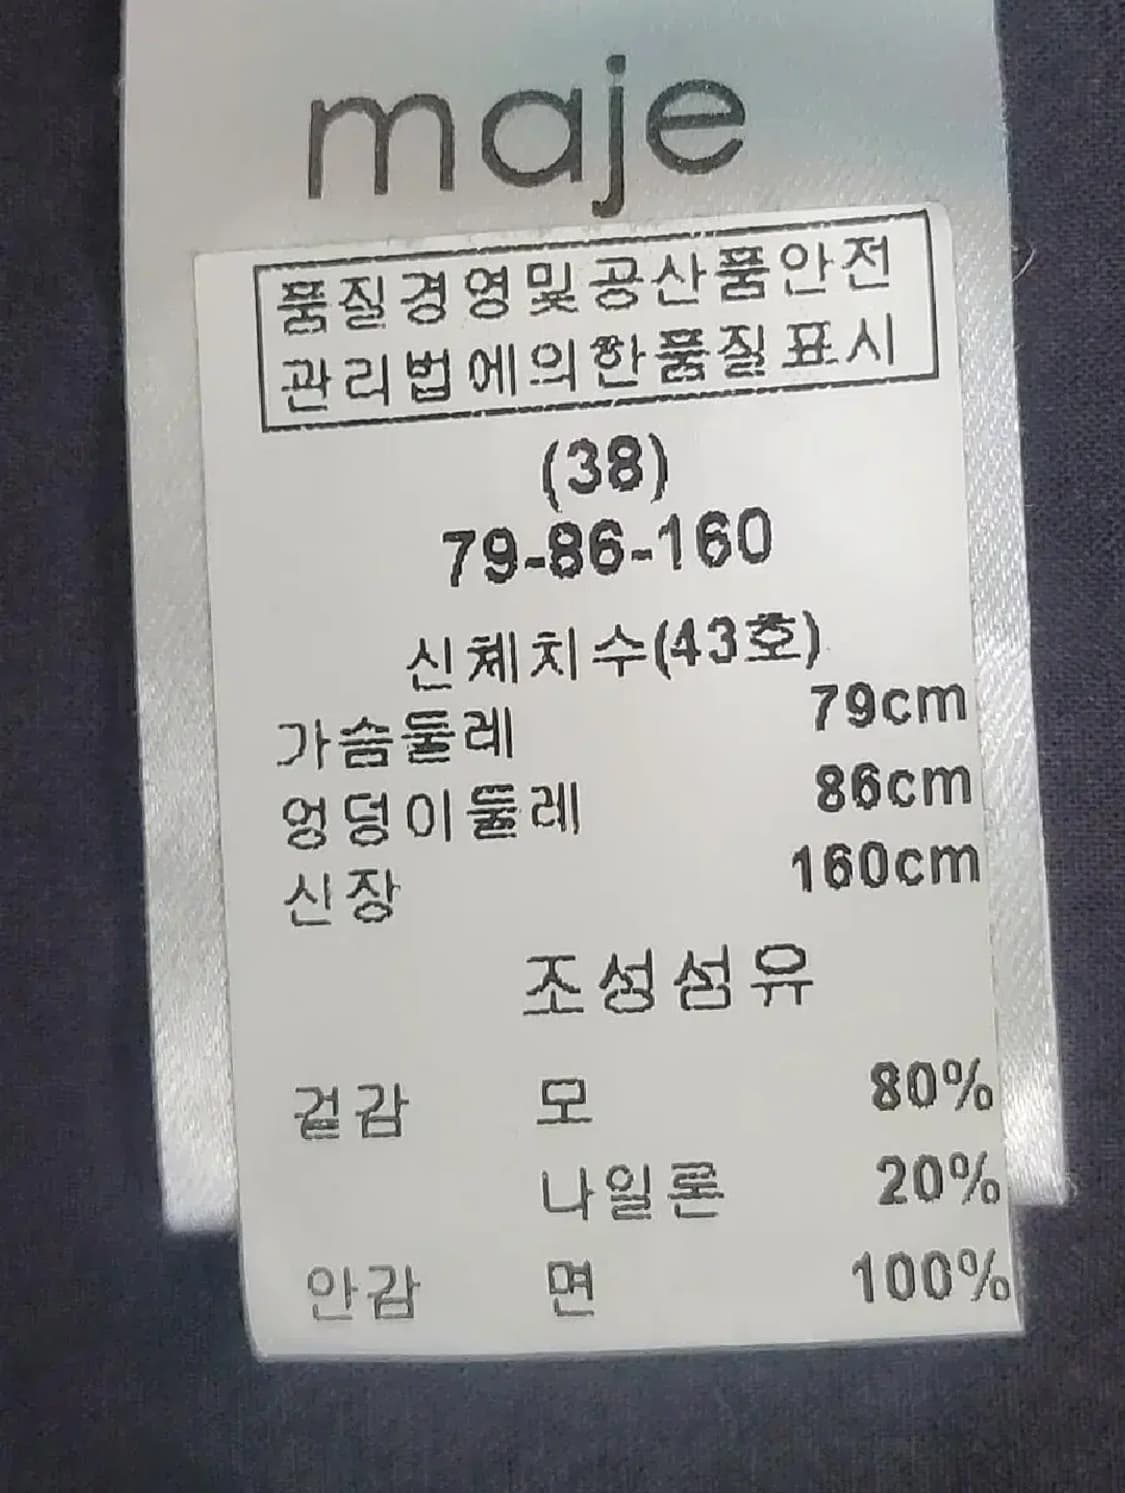 maje
품질경영및공산품안전
관리법에의한품질표시
(38)
79-86-160
신체치수(43호)
가슴둘레 79cm
엉덩이둘레 86cm
신장 160cm
조성섬유
겉감 모 80%
나일론 20%
안감 면 100%